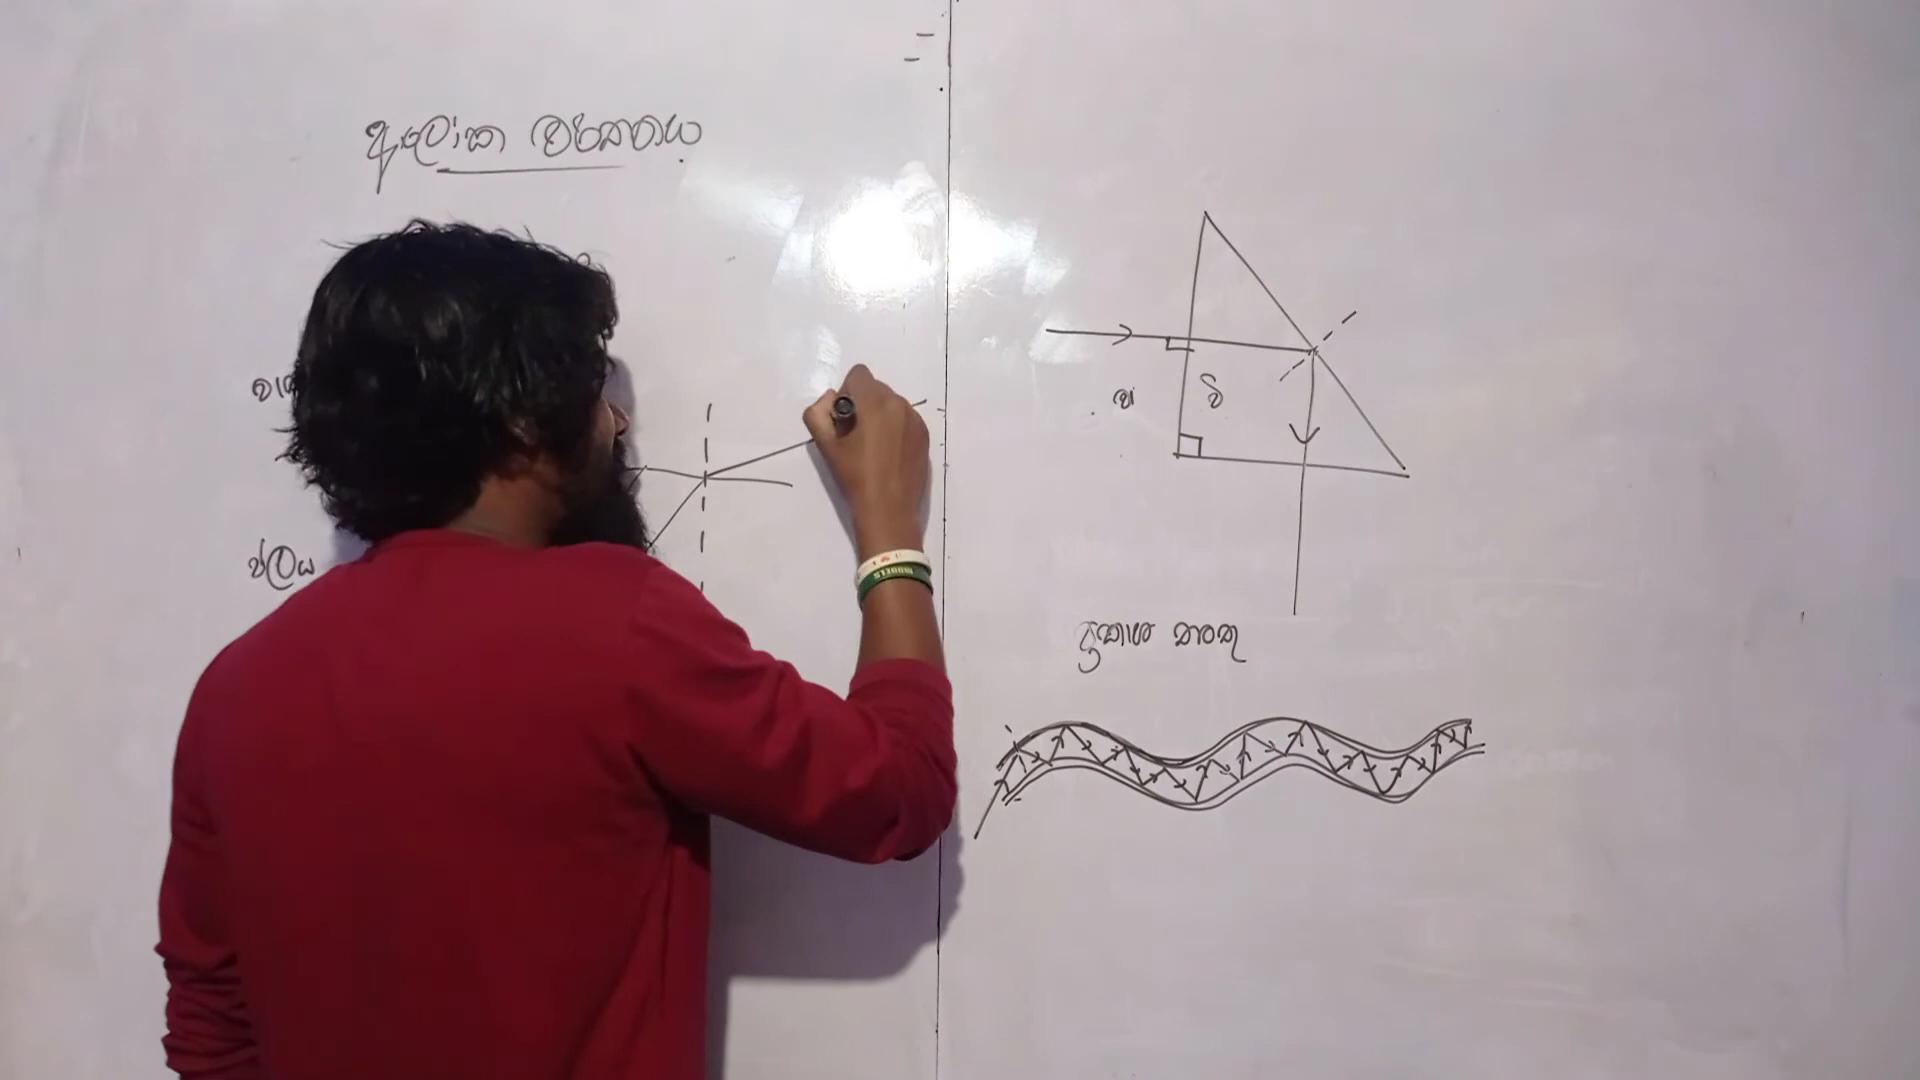 ආලෝක වර්තනය
වා
ජලය
වා
වි
ප්‍රකාශ තන්තු